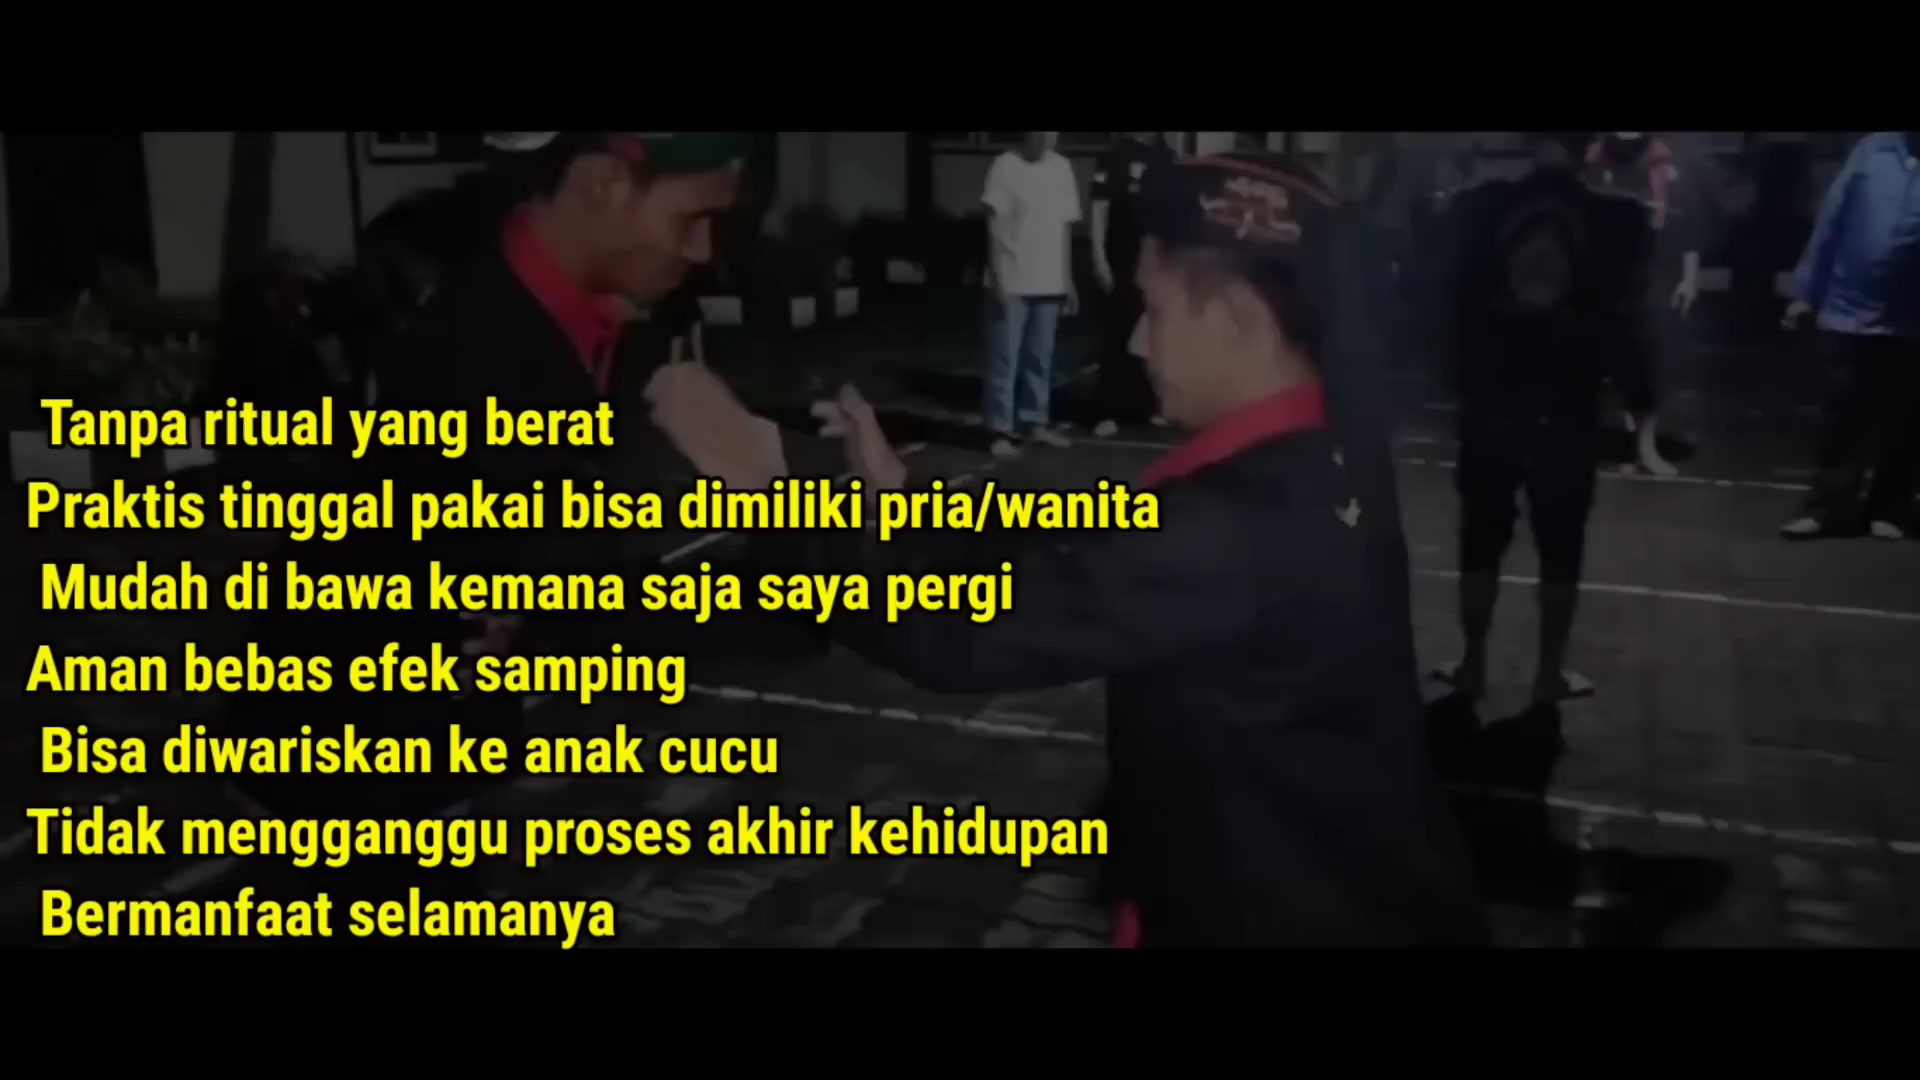 Tanpa ritual yang berat
Praktis tinggal pakai bisa dimiliki pria/wanita
Mudah di bawa kemana saja saya pergi
Aman bebas efek samping
Bisa diwariskan ke anak cucu
Tidak mengganggu proses akhir kehidupan
Bermanfaat selamanya